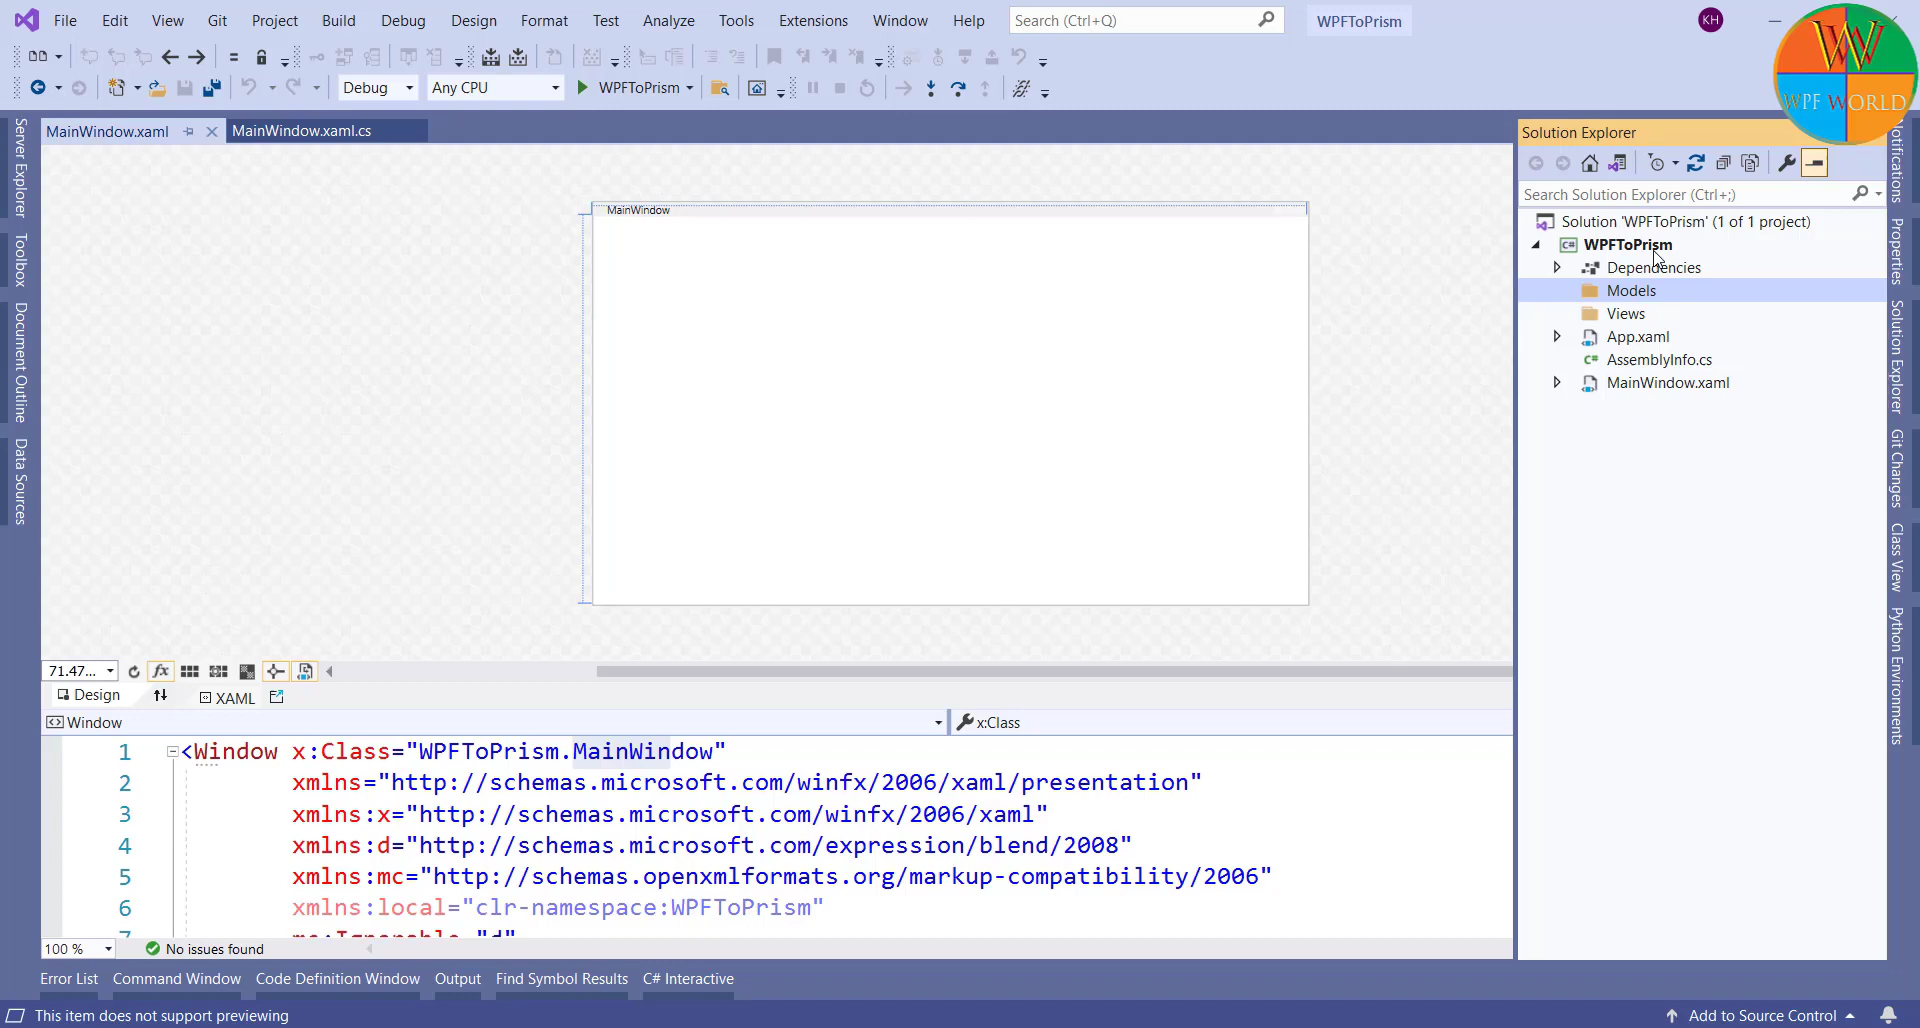 File Edit View Git Project Build Debug Design Format Test Analyze Tools Extensions Window Help Search (Ctrl+Q) WPFToPrism KH
Debug Any CPU WPFToPrism
W W
WPF WORLD
MainWindow.xaml MainWindow.xaml.cs
Server Explorer
Toolbox
Document Outline
Data Sources
MainWindow
Solution Explorer
Search Solution Explorer (Ctrl+;)
Solution 'WPFToPrism' (1 of 1 project)
C# WPFToPrism
Dependencies
Models
Views
App.xaml
C# AssemblyInfo.cs
MainWindow.xaml
Notifications
Properties
Solution Explorer
Git Changes
Class View
Python Environments
71.47... fx
Design XAML
Window x:Class
1 <Window x:Class="WPFToPrism.MainWindow"
2 xmlns="http://schemas.microsoft.com/winfx/2006/xaml/presentation"
3 xmlns:x="http://schemas.microsoft.com/winfx/2006/xaml"
4 xmlns:d="http://schemas.microsoft.com/expression/blend/2008"
5 xmlns:mc="http://schemas.openxmlformats.org/markup-compatibility/2006"
6 xmlns:local="clr-namespace:WPFToPrism"
7 mc:Ignorable="d"
100 % No issues found
Error List Command Window Code Definition Window Output Find Symbol Results C# Interactive
This item does not support previewing Add to Source Control